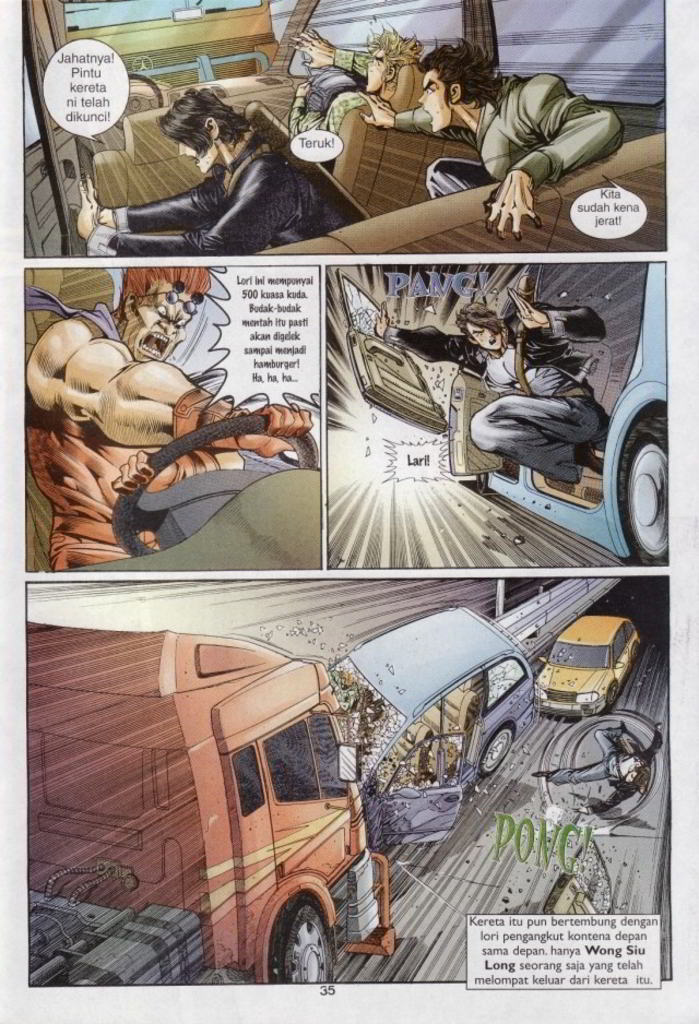 Jahatnya!
Pintu
kereta
ni telah
dikunci!
Teruk!
Kita
sudah kena
jerat!
Lori ini mempunyai
500 kuasa kuda.
Budak-budak
mentah itu pasti
akan digelek
sampai menjadi
hamburger!
Ha, ha, ha...
PANG!
Lari!
PONG!
Kereta itu pun bertembung dengan
lori pengangkut kontena depan
sama depan. hanya Wong Siu
Long seorang saja yang telah
melompat keluar dari kereta itu.
35